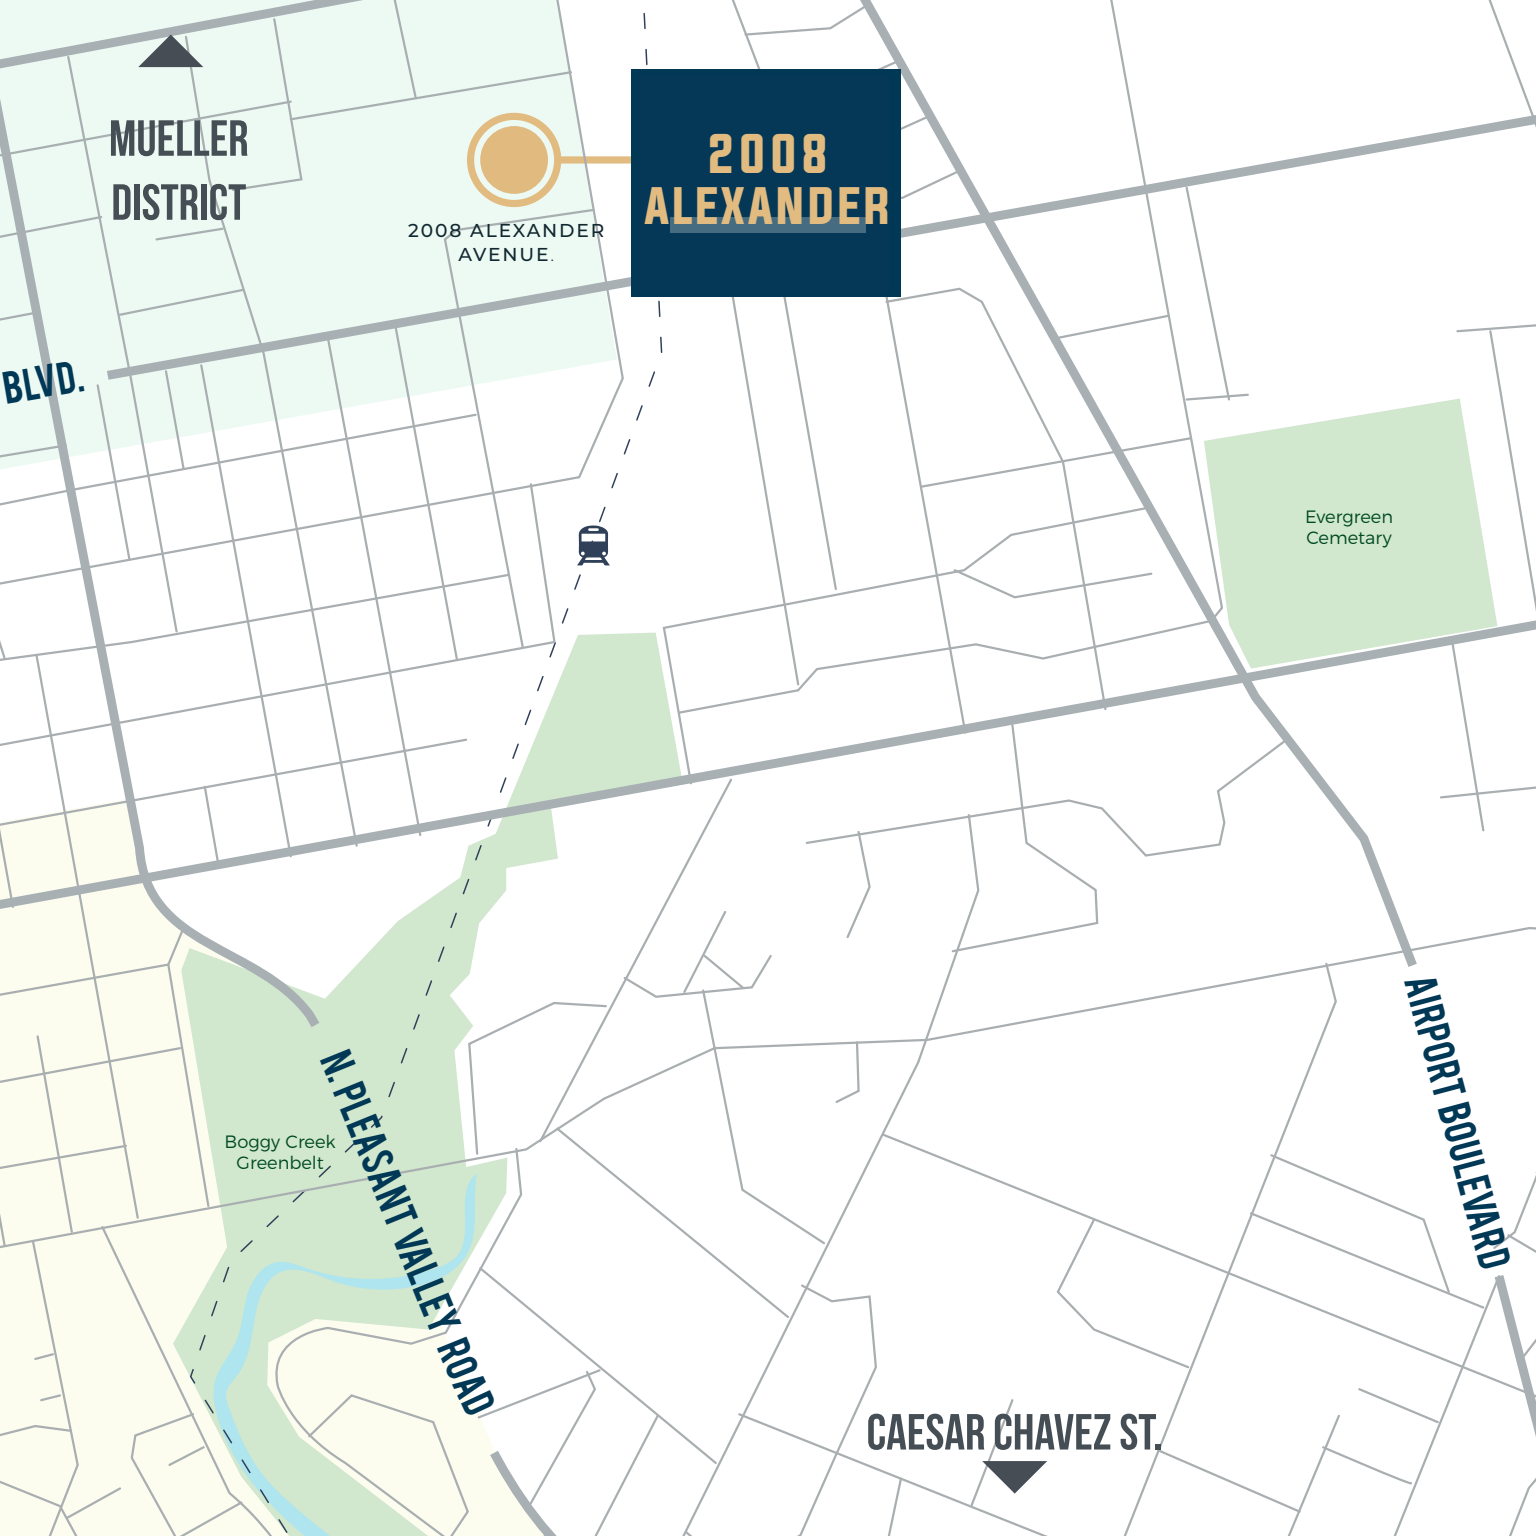 MUELLER
DISTRICT
2008
ALEXANDER
2008 ALEXANDER
AVENUE.
BLVD.
Evergreen
Cemetary
AIRPORT BOULEVARD
N. PLEASANT VALLEY ROAD
Boggy Creek
Greenbelt
CAESAR CHAVEZ ST.